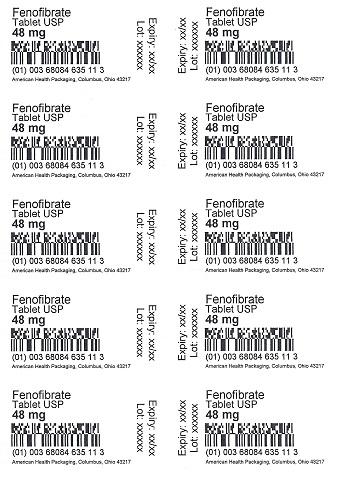 Fenofibrate
Tablet USP
48 mg
(01) 003 68084 635 11 3
American Health Packaging, Columbus, Ohio 43217
Expiry: xx/xx
Lot: xxxxxx
Expiry: xx/xx
Lot: xxxxxx
Fenofibrate
Tablet USP
48 mg
(01) 003 68084 635 11 3
American Health Packaging, Columbus, Ohio 43217
Fenofibrate
Tablet USP
48 mg
(01) 003 68084 635 11 3
American Health Packaging, Columbus, Ohio 43217
Expiry: xx/xx
Lot: xxxxxx
Expiry: xx/xx
Lot: xxxxxx
Fenofibrate
Tablet USP
48 mg
(01) 003 68084 635 11 3
American Health Packaging, Columbus, Ohio 43217
Fenofibrate
Tablet USP
48 mg
(01) 003 68084 635 11 3
American Health Packaging, Columbus, Ohio 43217
Expiry: xx/xx
Lot: xxxxxx
Expiry: xx/xx
Lot: xxxxxx
Fenofibrate
Tablet USP
48 mg
(01) 003 68084 635 11 3
American Health Packaging, Columbus, Ohio 43217
Fenofibrate
Tablet USP
48 mg
(01) 003 68084 635 11 3
American Health Packaging, Columbus, Ohio 43217
Expiry: xx/xx
Lot: xxxxxx
Expiry: xx/xx
Lot: xxxxxx
Fenofibrate
Tablet USP
48 mg
(01) 003 68084 635 11 3
American Health Packaging, Columbus, Ohio 43217
Fenofibrate
Tablet USP
48 mg
(01) 003 68084 635 11 3
American Health Packaging, Columbus, Ohio 43217
Expiry: xx/xx
Lot: xxxxxx
Expiry: xx/xx
Lot: xxxxxx
Fenofibrate
Tablet USP
48 mg
(01) 003 68084 635 11 3
American Health Packaging, Columbus, Ohio 43217